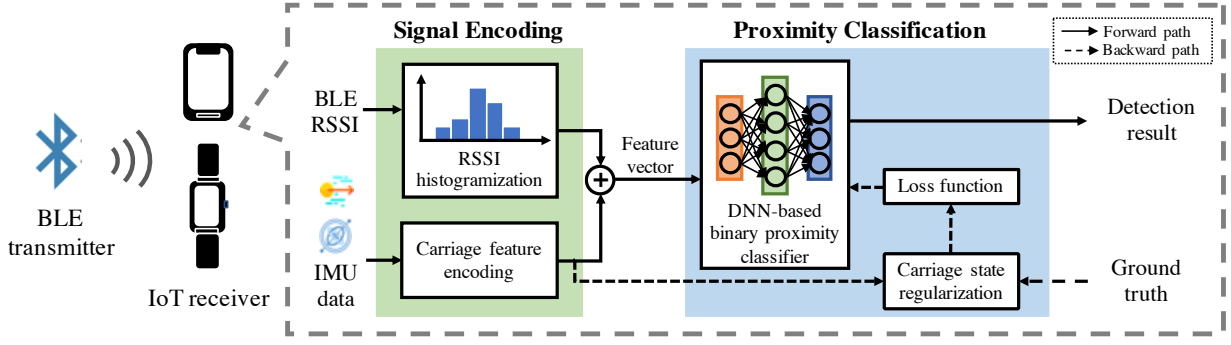 Signal Encoding
Proximity Classification
Forward path
Backward path
BLE
RSSI
RSSI
histogramization
Feature
vector
Detection
result
DNN-based
binary proximity
classifier
Loss function
BLE
transmitter
IoT receiver
IMU
data
Carriage feature
encoding
Carriage state
regularization
Ground
truth